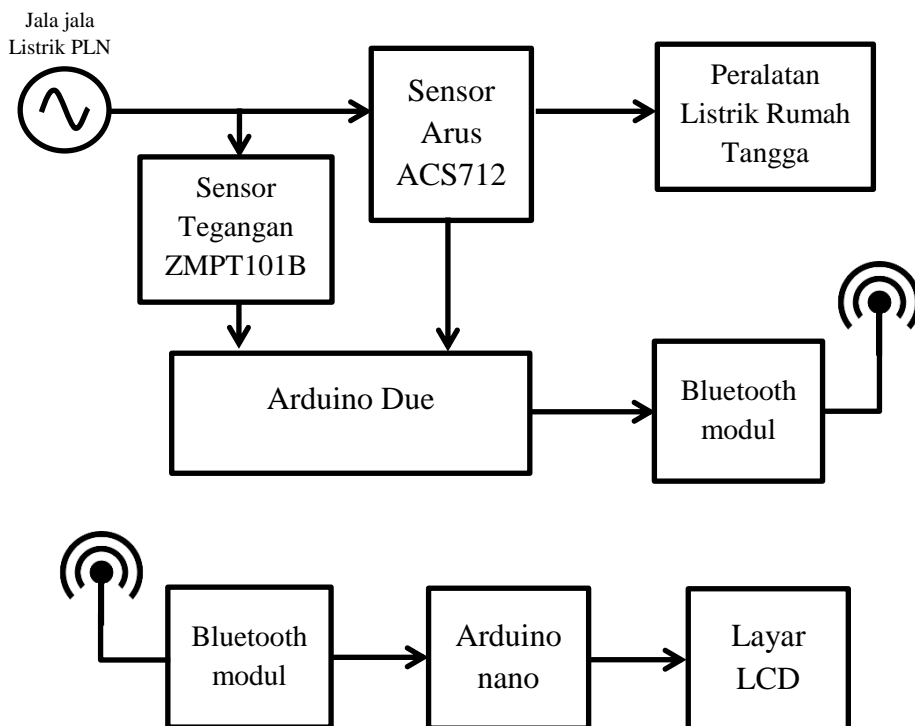 Jala jala
Listrik PLN
Sensor
Arus
ACS712
Peralatan
Listrik Rumah
Tangga
Sensor
Tegangan
ZMPT101B
Arduino Due
Bluetooth
modul
Bluetooth
modul
Arduino
nano
Layar
LCD